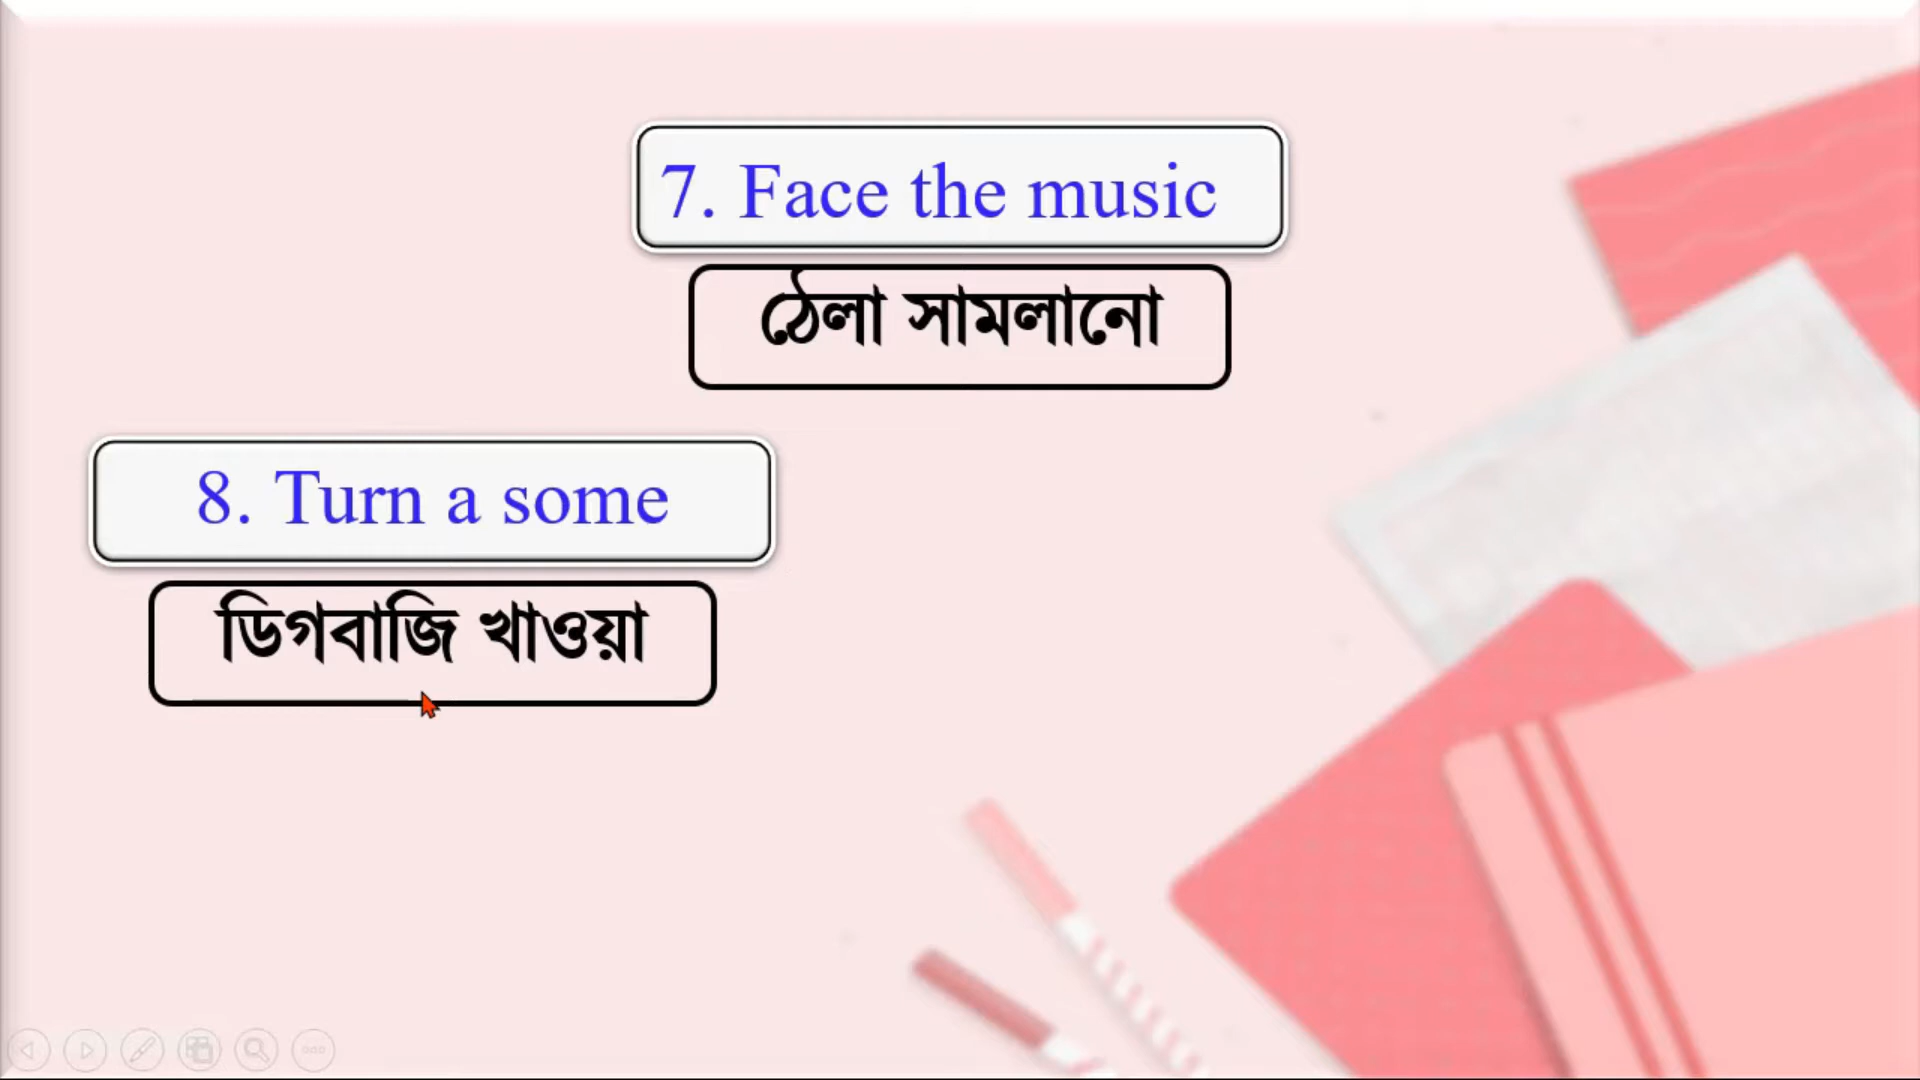 7. Face the music
ঠেলা সামলানো
8. Turn a some
ডিগবাজি খাওয়া